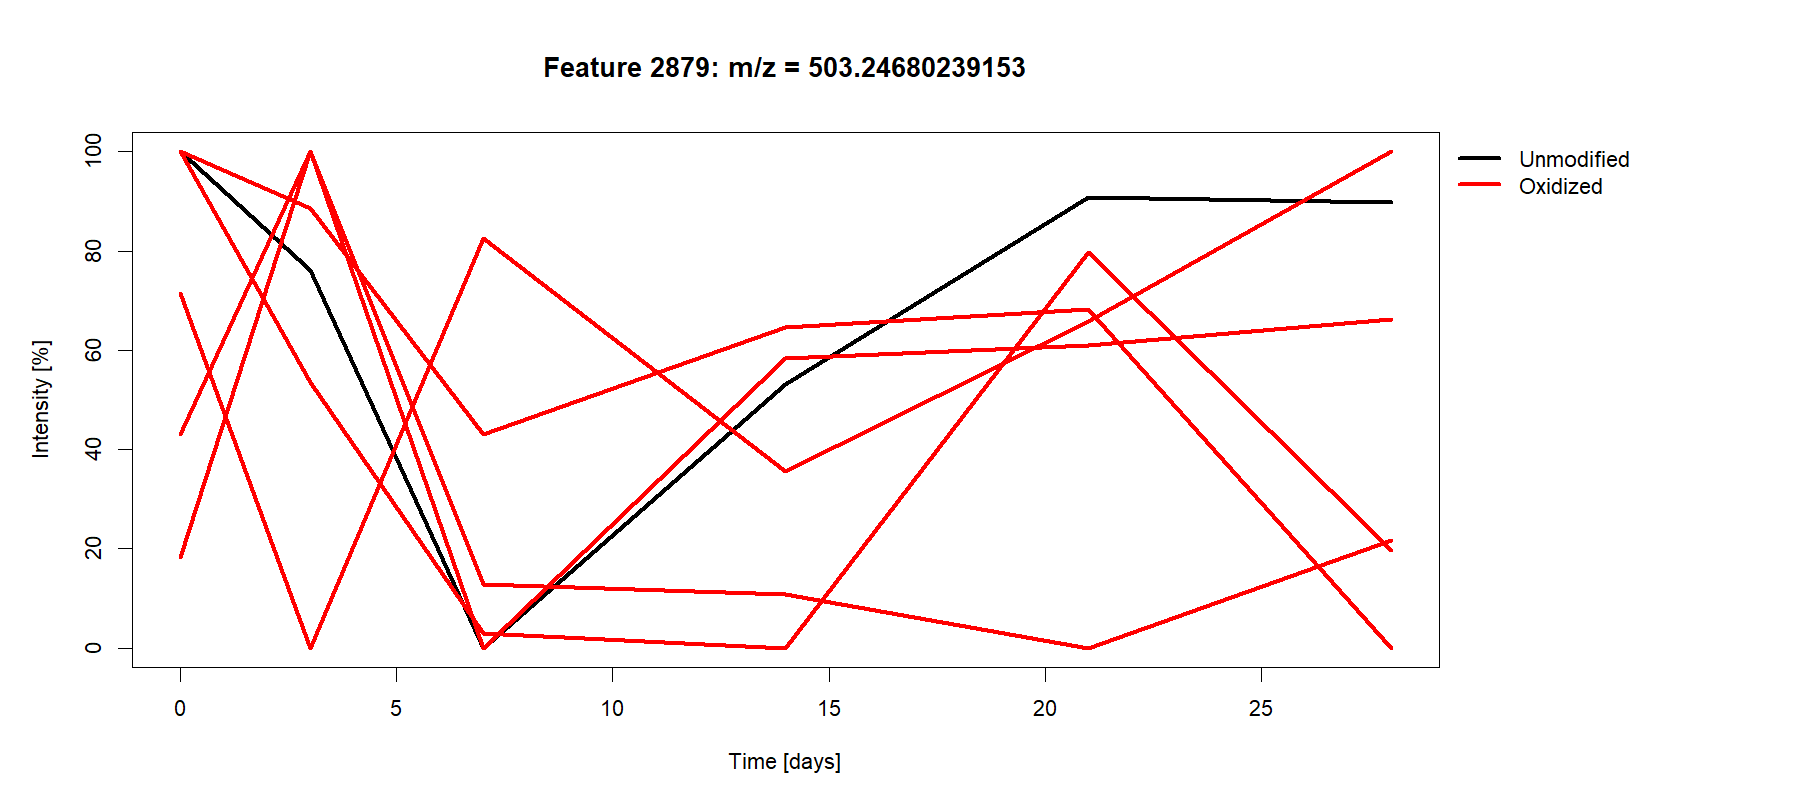 Feature 2879: m/z = 503.24680239153
Unmodified
Oxidized
Intensity [%]
100
80
60
40
20
0
0 5 10 15 20 25
Time [days]